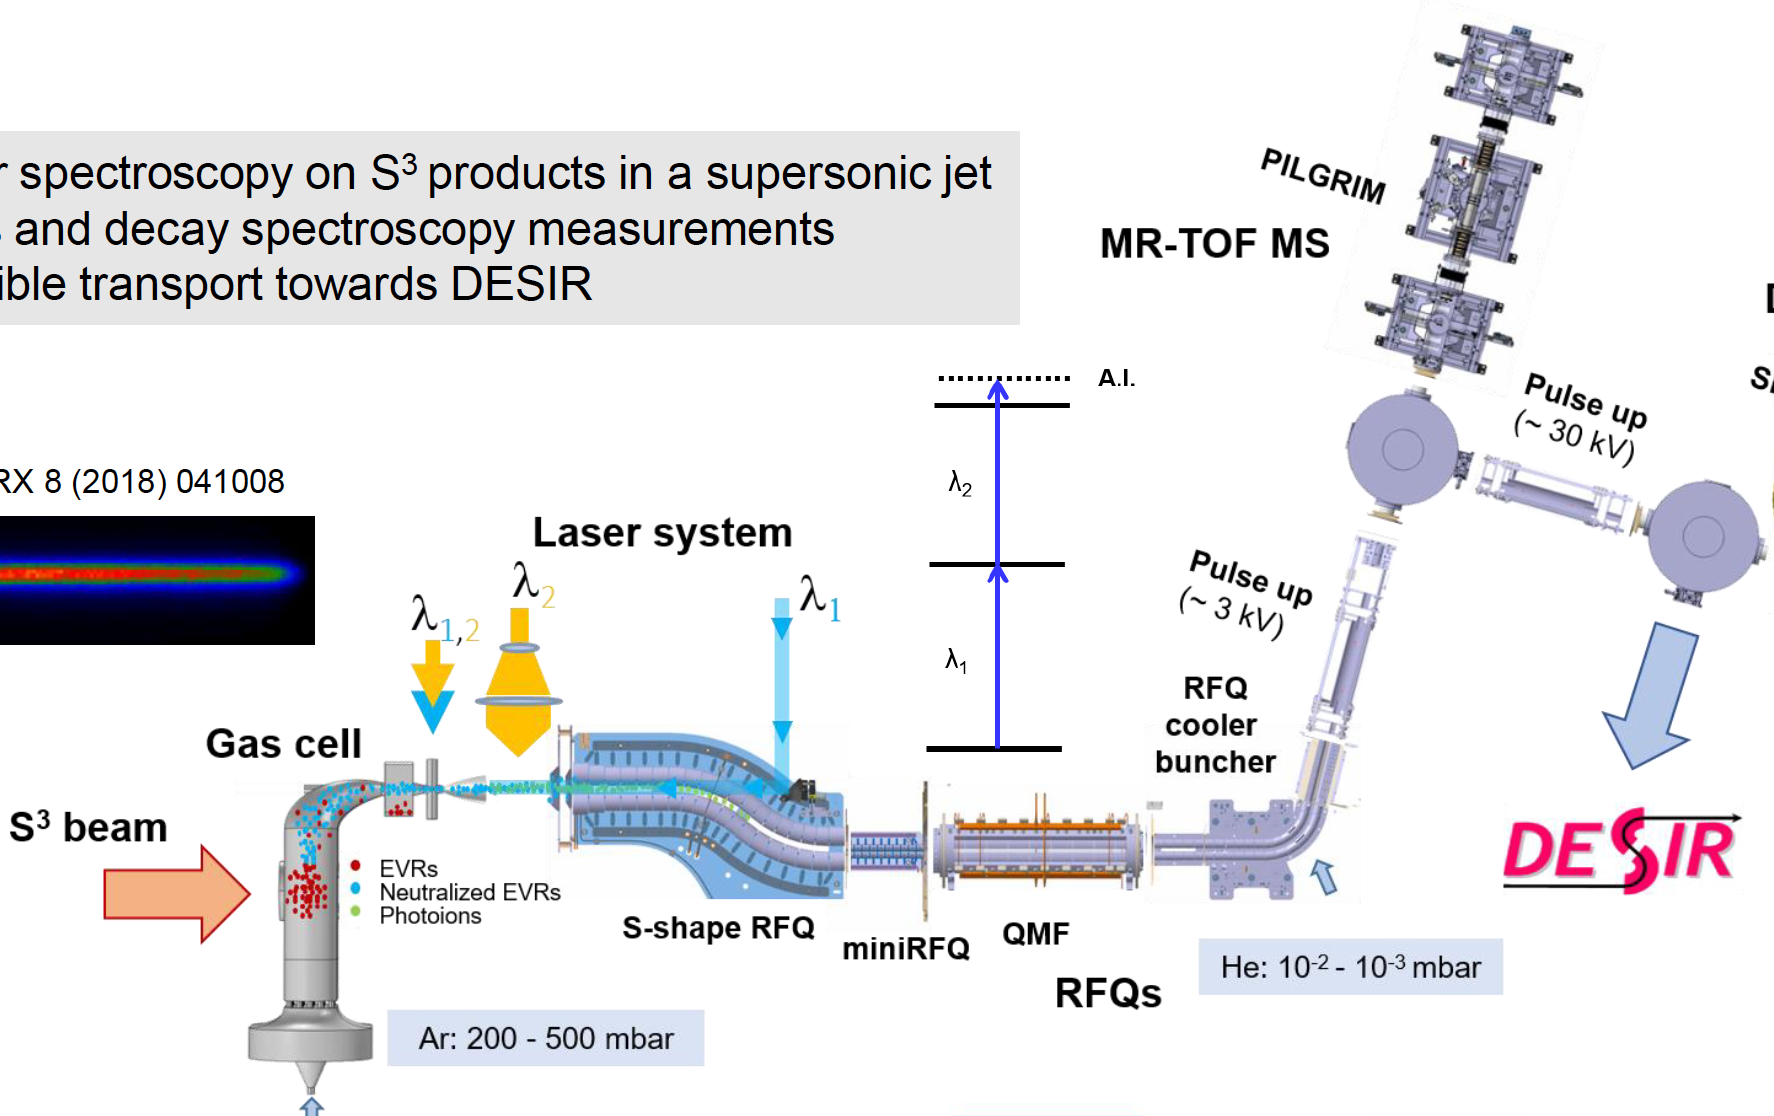 spectroscopy on S³ products in a supersonic jet
and decay spectroscopy measurements
transport towards DESIR
PILGRIM
MR-TOF MS
A.I.
Pulse up
(~ 30 kV)
λ₂
8 (2018) 041008
Laser system
λ₂
λ₁,₂
λ₁
Pulse up
(~ 3 kV)
λ₁
RFQ
cooler
buncher
Gas cell
S³ beam
EVRs
Neutralized EVRs
Photoions
S-shape RFQ
miniRFQ
QMF
RFQs
DESIR
He: 10⁻² - 10⁻³ mbar
Ar: 200 - 500 mbar